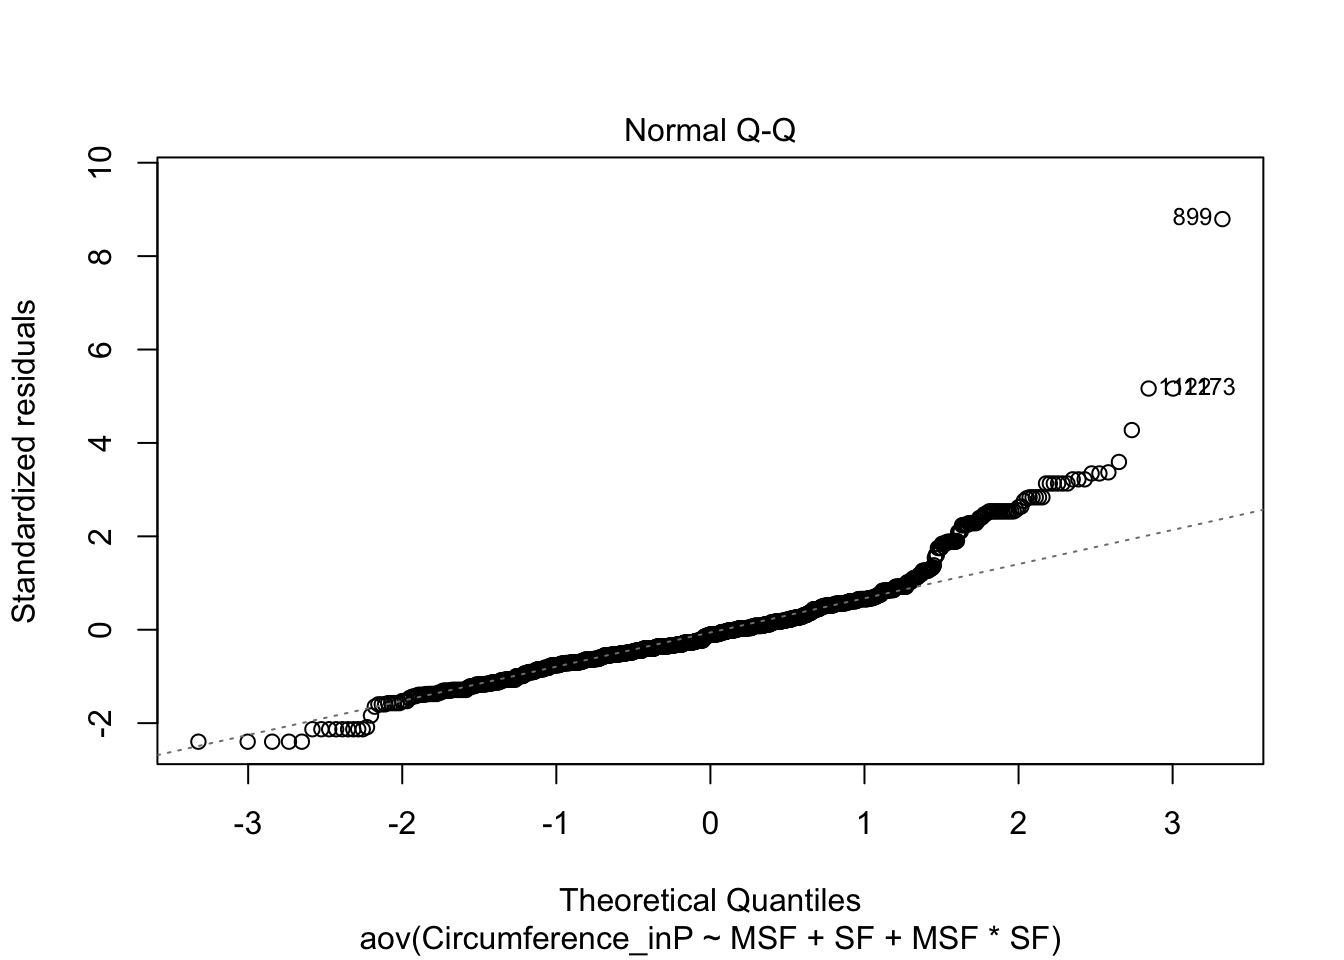 Normal Q-Q
Standardized residuals
10
8
6
4
2
0
-2
899
-3 -2 -1 0 1 2 3
Theoretical Quantiles
aov(Circumference_inP ~ MSF + SF + MSF * SF)